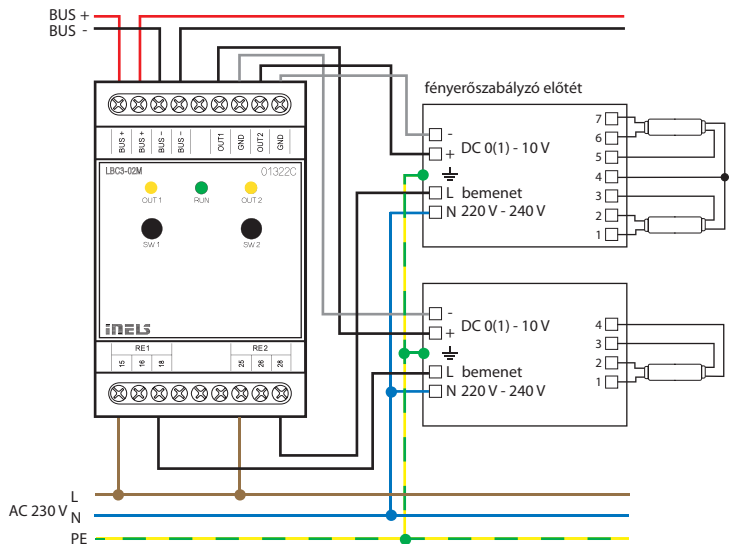 BUS +
BUS -
fényerőszabályzó előtét
BUS +
BUS +
BUS −
BUS −
OUT1
GND
OUT2
GND
LBC3-02M
01322C
OUT 1
RUN
OUT 2
SW 1
SW 2
iNELS
RE1
RE2
15
16
18
25
26
28
-
+ DC 0(1) - 10 V
L bemenet
N 220 V - 240 V
7
6
5
4
3
2
1
-
+ DC 0(1) - 10 V
L bemenet
N 220 V - 240 V
4
3
2
1
AC 230 V
L
N
PE